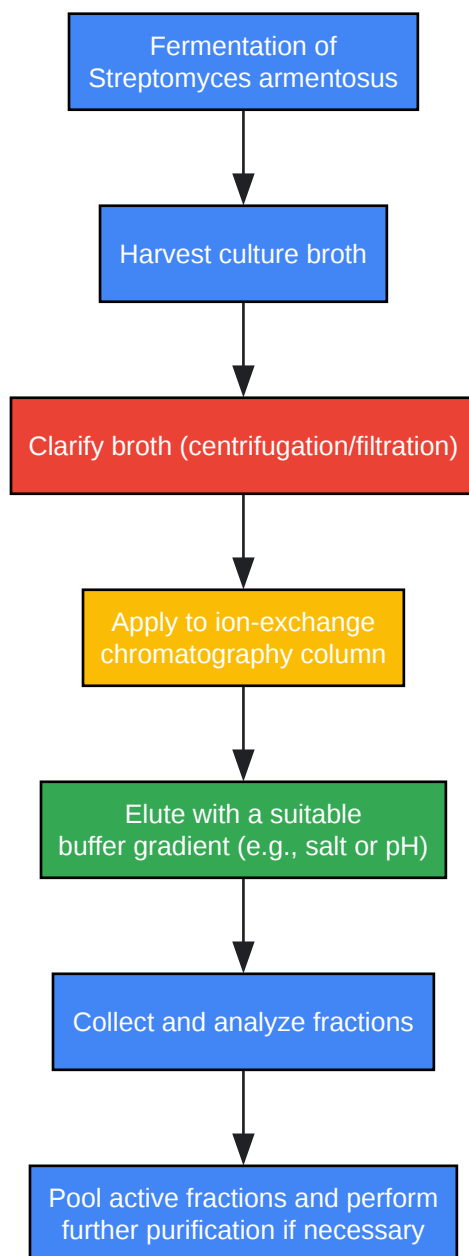 Fermentation of
Streptomyces armentosus
Harvest culture broth
Clarify broth (centrifugation/filtration)
Apply to ion-exchange
chromatography column
Elute with a suitable
buffer gradient (e.g., salt or pH)
Collect and analyze fractions
Pool active fractions and perform
further purification if necessary